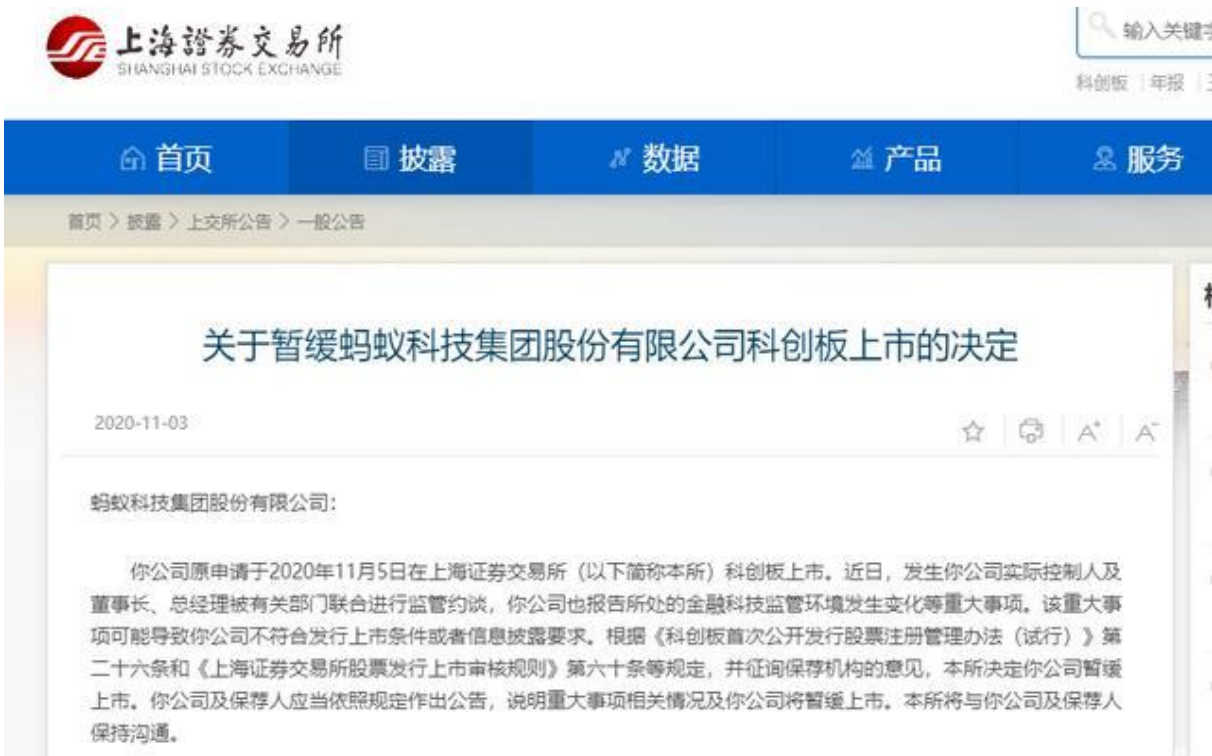 上海證券交易所
SHANGHAI STOCK EXCHANGE
输入关键字
科创板 | 年报
首页 披露 数据 产品 服务
首页 > 披露 > 上交所公告 > 一般公告
关于暂缓蚂蚁科技集团股份有限公司科创板上市的决定
2020-11-03
A+ A-
蚂蚁科技集团股份有限公司：
你公司原申请于2020年11月5日在上海证券交易所（以下简称本所）科创板上市。近日，发生你公司实际控制人及
董事长、总经理被有关部门联合进行监管约谈，你公司也报告所处的金融科技监管环境发生变化等重大事项。该重大事
项可能导致你公司不符合发行上市条件或者信息披露要求。根据《科创板首次公开发行股票注册管理办法（试行）》第
二十六条和《上海证券交易所股票发行上市审核规则》第六十条等规定，并征询保荐机构的意见，本所决定你公司暂缓
上市。你公司及保荐人应当依照规定作出公告，说明重大事项相关情况及你公司将暂缓上市。本所将与你公司及保荐人
保持沟通。